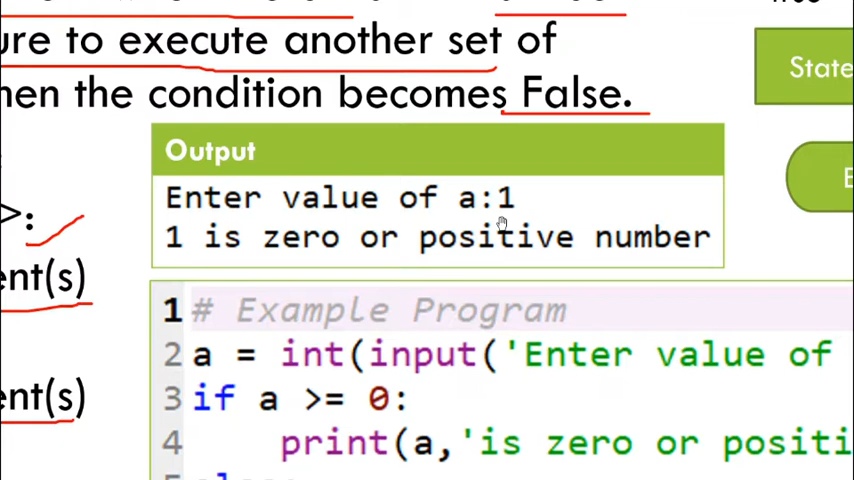 ure to execute another set of
hen the condition becomes False.
State
Output
Enter value of a:1
1 is zero or positive number
>:
ent(s)
ent(s)
1 # Example Program
2 a = int(input('Enter value of
3 if a >= 0:
4 print(a,'is zero or positi